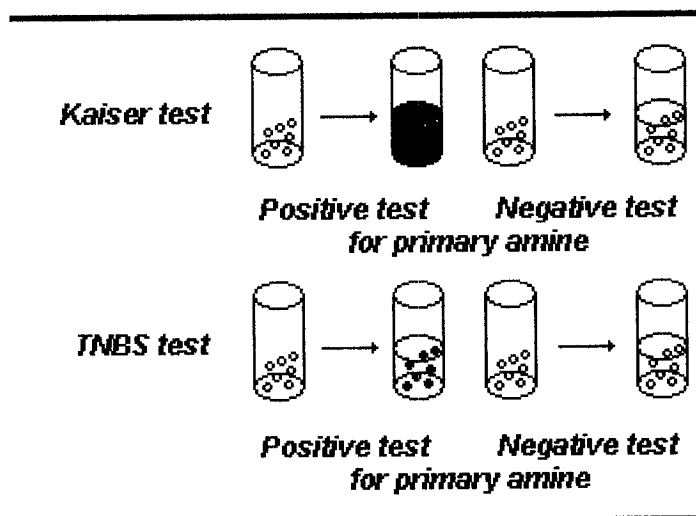 Kaiser test
Positive test Negative test
for primary amine
TNBS test
Positive test Negative test
for primary amine